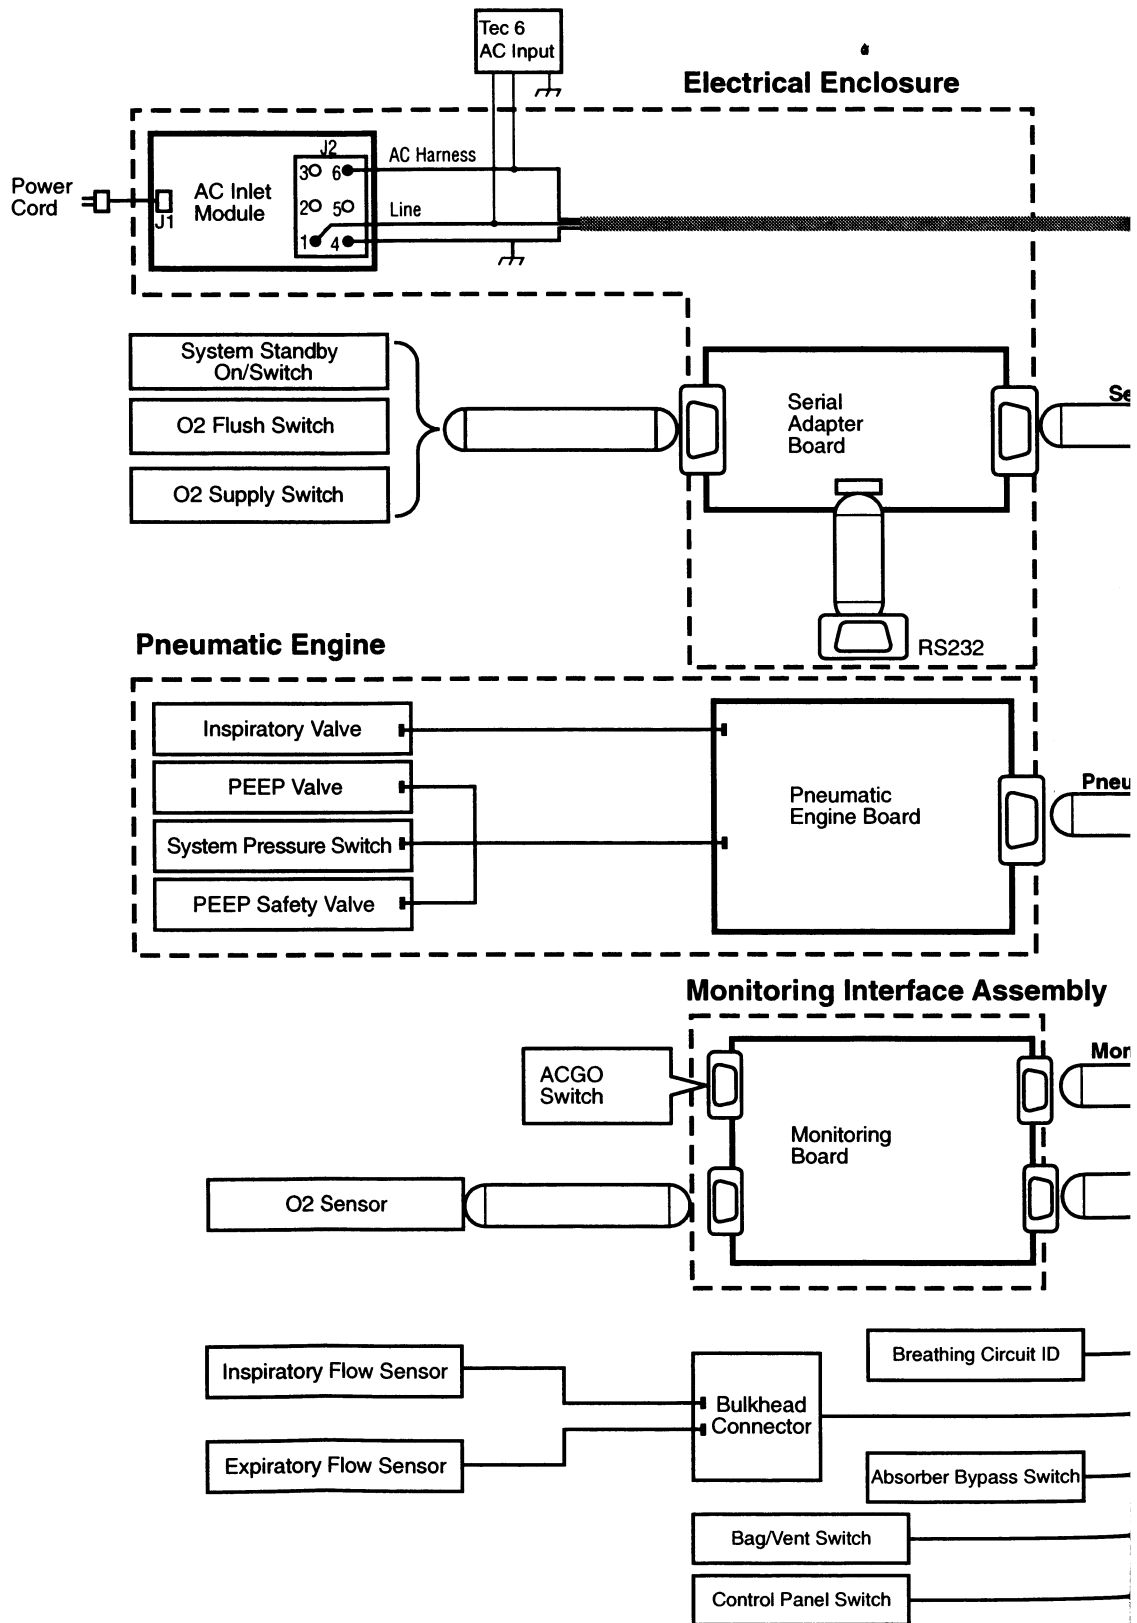 Tec 6
AC Input
Electrical Enclosure
J2
AC Harness
3 6
Power
Cord
J1
AC Inlet
Module
2 5
Line
1 4
System Standby
On/Switch
O2 Flush Switch
O2 Supply Switch
Serial
Adapter
Board
Se
RS232
Pneumatic Engine
Inspiratory Valve
PEEP Valve
System Pressure Switch
PEEP Safety Valve
Pneumatic
Engine Board
Pneu
Monitoring Interface Assembly
ACGO
Switch
Monitoring
Board
Mon
O2 Sensor
Inspiratory Flow Sensor
Expiratory Flow Sensor
Bulkhead
Connector
Breathing Circuit ID
Absorber Bypass Switch
Bag/Vent Switch
Control Panel Switch